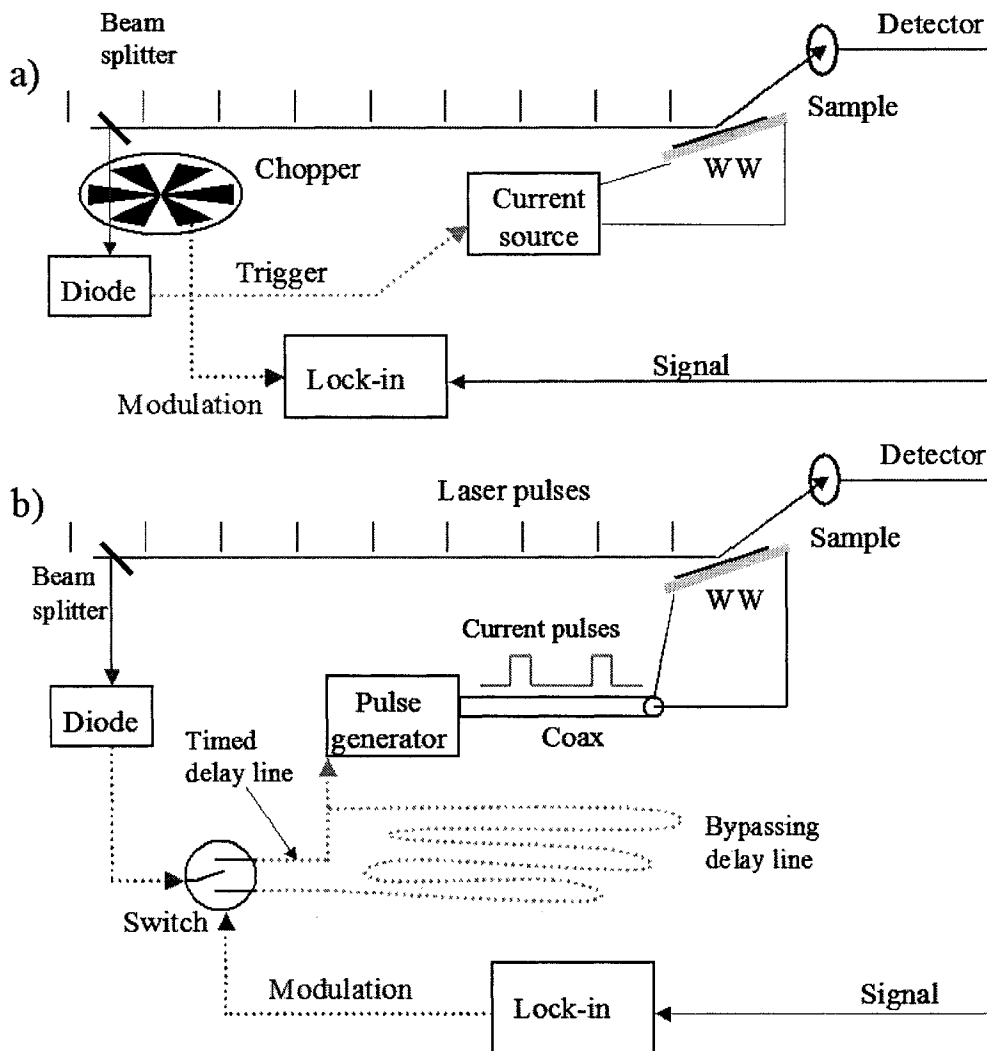 Beam
splitter
a)
Detector
Sample
WW
Chopper
Current
source
Trigger
Diode
Lock-in
Signal
Modulation
b)
Laser pulses
Detector
Sample
WW
Beam
splitter
Current pulses
Diode
Pulse
generator
Coax
Timed
delay line
Bypassing
delay line
Switch
Modulation
Lock-in
Signal